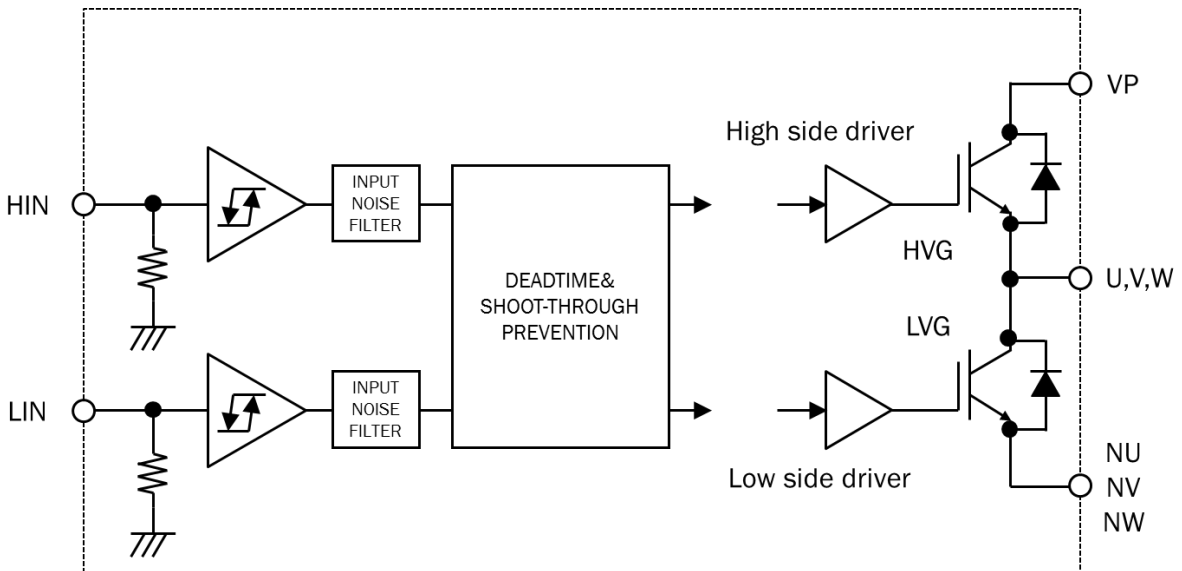 VP
High side driver
HIN
INPUT
NOISE
FILTER
HVG
DEADTIME&
SHOOT-THROUGH
PREVENTION
U,V,W
LVG
LIN
INPUT
NOISE
FILTER
Low side driver
NU
NV
NW